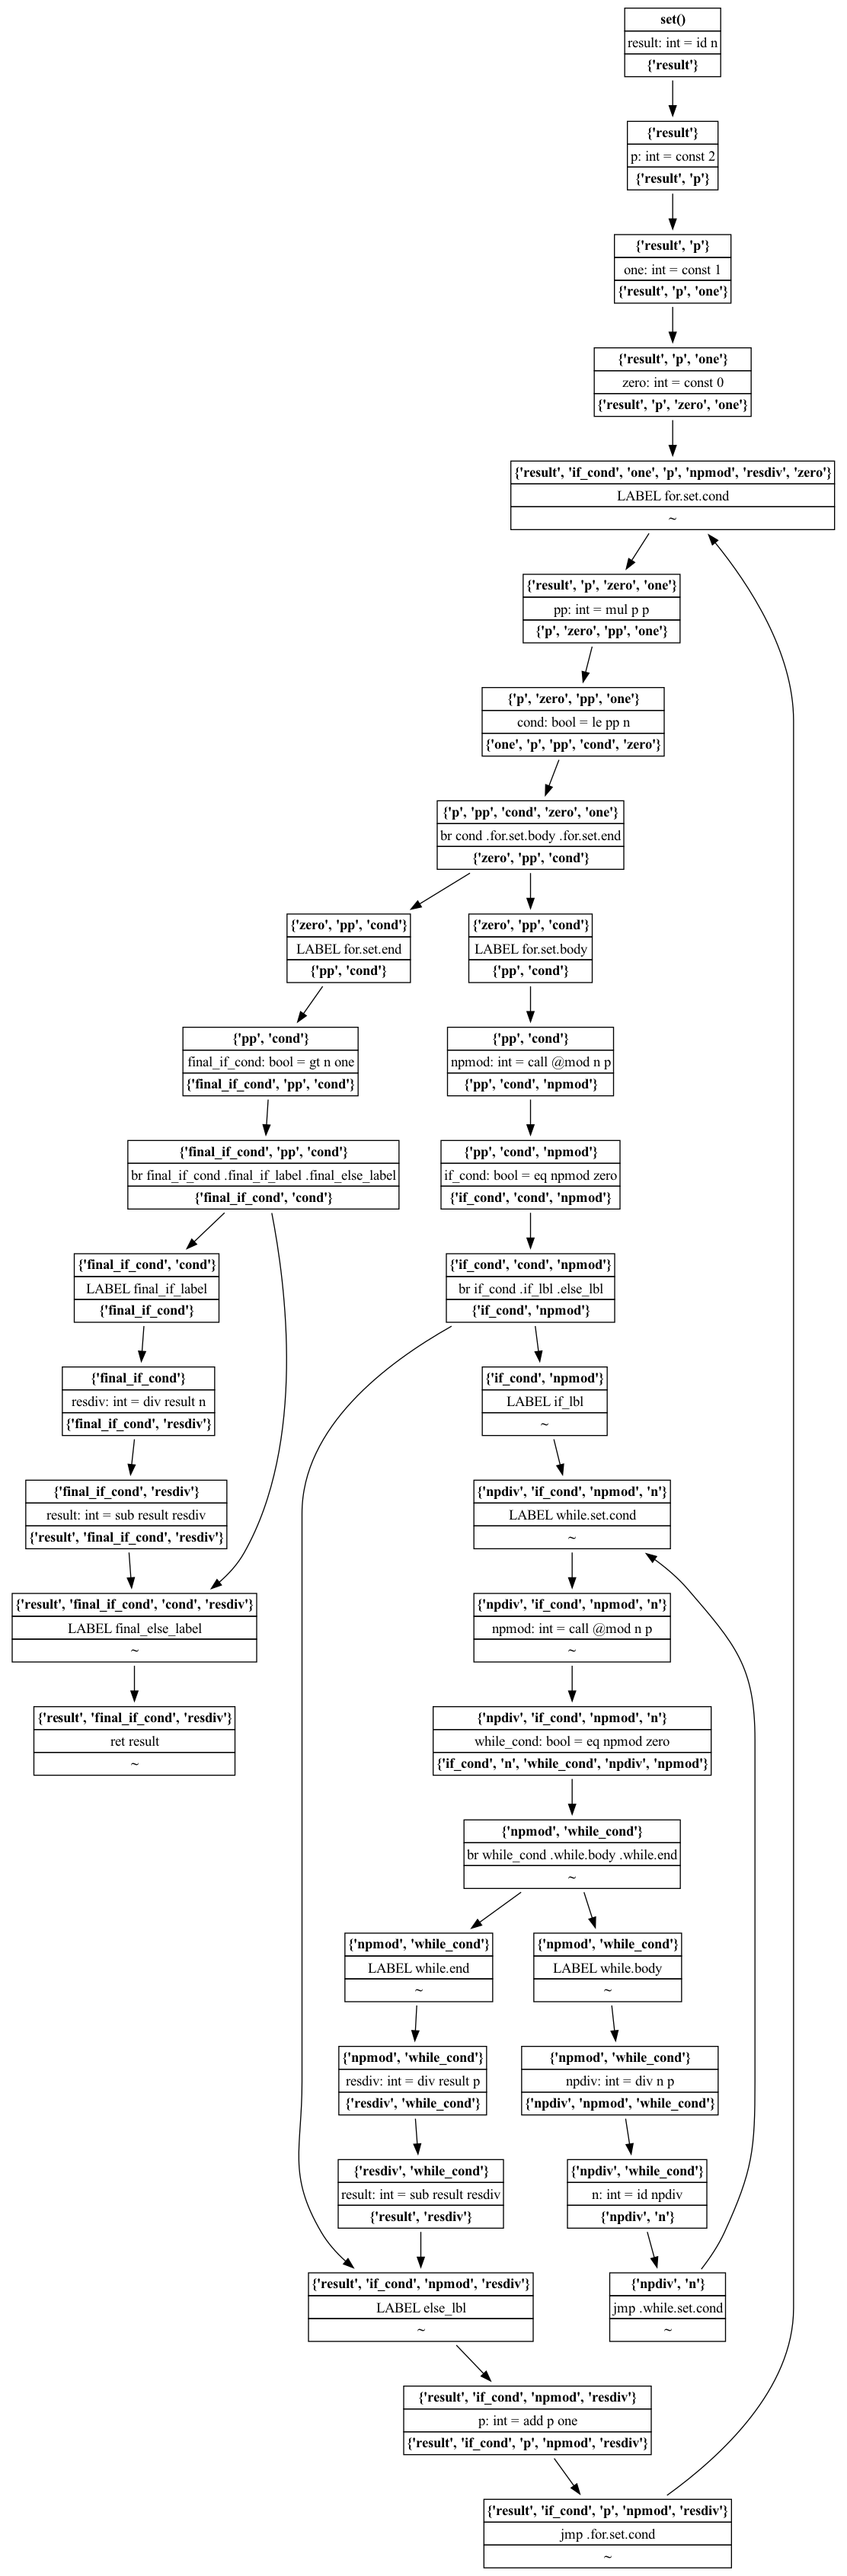 set()
result: int = id n
{'result'}
{'result'}
p: int = const 2
{'result', 'p'}
{'result', 'p'}
one: int = const 1
{'result', 'p', 'one'}
{'result', 'p', 'one'}
zero: int = const 0
{'result', 'p', 'zero', 'one'}
{'result', 'if_cond', 'one', 'p', 'npmod', 'resdiv', 'zero'}
LABEL for.set.cond
~
{'result', 'p', 'zero', 'one'}
pp: int = mul p p
{'p', 'zero', 'pp', 'one'}
{'p', 'zero', 'pp', 'one'}
cond: bool = le pp n
{'one', 'p', 'pp', 'cond', 'zero'}
{'p', 'pp', 'cond', 'zero', 'one'}
br cond .for.set.body .for.set.end
{'zero', 'pp', 'cond'}
{'zero', 'pp', 'cond'}
LABEL for.set.end
{'pp', 'cond'}
{'zero', 'pp', 'cond'}
LABEL for.set.body
{'pp', 'cond'}
{'pp', 'cond'}
final_if_cond: bool = gt n one
{'final_if_cond', 'pp', 'cond'}
{'pp', 'cond'}
npmod: int = call @mod n p
{'pp', 'cond', 'npmod'}
{'final_if_cond', 'pp', 'cond'}
br final_if_cond .final_if_label .final_else_label
{'final_if_cond', 'cond'}
{'pp', 'cond', 'npmod'}
if_cond: bool = eq npmod zero
{'if_cond', 'cond', 'npmod'}
{'final_if_cond', 'cond'}
LABEL final_if_label
{'final_if_cond'}
{'if_cond', 'cond', 'npmod'}
br if_cond .if_lbl .else_lbl
{'if_cond', 'npmod'}
{'final_if_cond'}
resdiv: int = div result n
{'final_if_cond', 'resdiv'}
{'if_cond', 'npmod'}
LABEL if_lbl
~
{'final_if_cond', 'resdiv'}
result: int = sub result resdiv
{'result', 'final_if_cond', 'resdiv'}
{'npdiv', 'if_cond', 'npmod', 'n'}
LABEL while.set.cond
~
{'result', 'final_if_cond', 'cond', 'resdiv'}
LABEL final_else_label
~
{'npdiv', 'if_cond', 'npmod', 'n'}
npmod: int = call @mod n p
~
{'result', 'final_if_cond', 'resdiv'}
ret result
~
{'npdiv', 'if_cond', 'npmod', 'n'}
while_cond: bool = eq npmod zero
{'if_cond', 'n', 'while_cond', 'npdiv', 'npmod'}
{'npmod', 'while_cond'}
br while_cond .while.body .while.end
~
{'npmod', 'while_cond'}
LABEL while.end
~
{'npmod', 'while_cond'}
LABEL while.body
~
{'npmod', 'while_cond'}
resdiv: int = div result p
{'resdiv', 'while_cond'}
{'npmod', 'while_cond'}
npdiv: int = div n p
{'npdiv', 'npmod', 'while_cond'}
{'resdiv', 'while_cond'}
result: int = sub result resdiv
{'result', 'resdiv'}
{'npdiv', 'while_cond'}
n: int = id npdiv
{'npdiv', 'n'}
{'result', 'if_cond', 'npmod', 'resdiv'}
LABEL else_lbl
~
{'npdiv', 'n'}
jmp .while.set.cond
~
{'result', 'if_cond', 'npmod', 'resdiv'}
p: int = add p one
{'result', 'if_cond', 'p', 'npmod', 'resdiv'}
{'result', 'if_cond', 'p', 'npmod', 'resdiv'}
jmp .for.set.cond
~